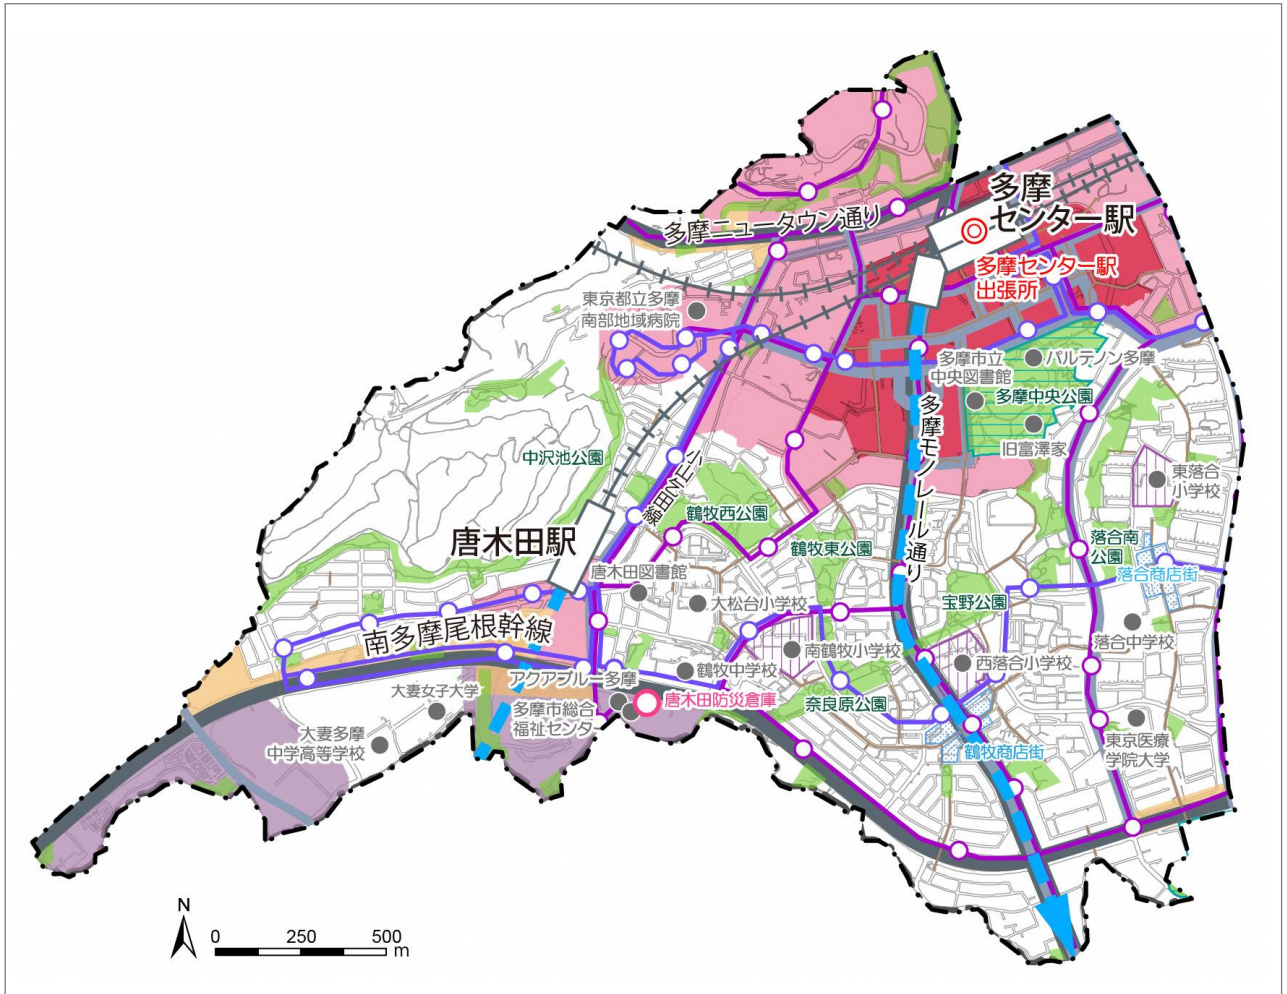 多摩
センター駅
多摩ニュータウン通り
多摩センター駅
出張所
東京都立多摩
南部地域病院
多摩市立
中央図書館
パルテノン多摩
多摩中央公園
旧富澤家
多摩モノレール通り
中沢池公園
小山乞田線
東落合
小学校
鶴牧西公園
唐木田駅
鶴牧東公園
落合南
公園
落合商店街
唐木田図書館
大松台小学校
宝野公園
南多摩尾根幹線
落合中学校
南鶴牧小学校
西落合小学校
鶴牧中学校
アクアブルー多摩
大妻女子大学
唐木田防災倉庫
奈良原公園
多摩市総合
福祉センタ
大妻多摩
中学高等学校
鶴牧商店街
東京医療
学院大学
N
0 250 500
m